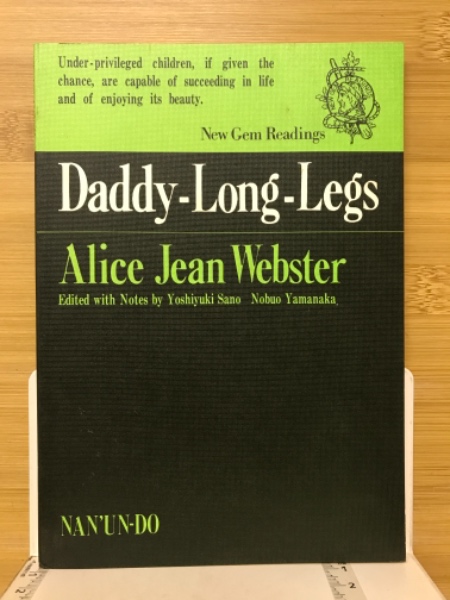 Under-privileged children, if given the
chance, are capable of succeeding in life
and of enjoying its beauty.
New Gem Readings
Daddy-Long-Legs
Alice Jean Webster
Edited with Notes by Yoshiyuki Sano Nobuo Yamanaka
NAN'UN-DO
1
2